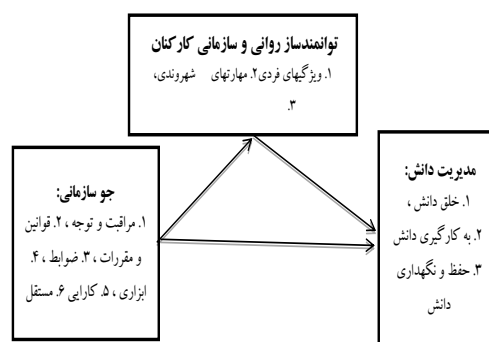 توانمندساز روانی و سازمانی کارکنان
۱. ویژگیهای فردی۲. مهارتهای شهروندی،
۳.
جو سازمانی:
۱. مراقبت و توجه ، ۲. قوانین
و مقررات ، ۳. ضوابط ، ۴.
ابزاری ، ۵. کارایی ۶. مستقل
مدیریت دانش:
۱. خلق دانش ،
۲. به کارگیری دانش
۳. حفظ و نگهداری
دانش